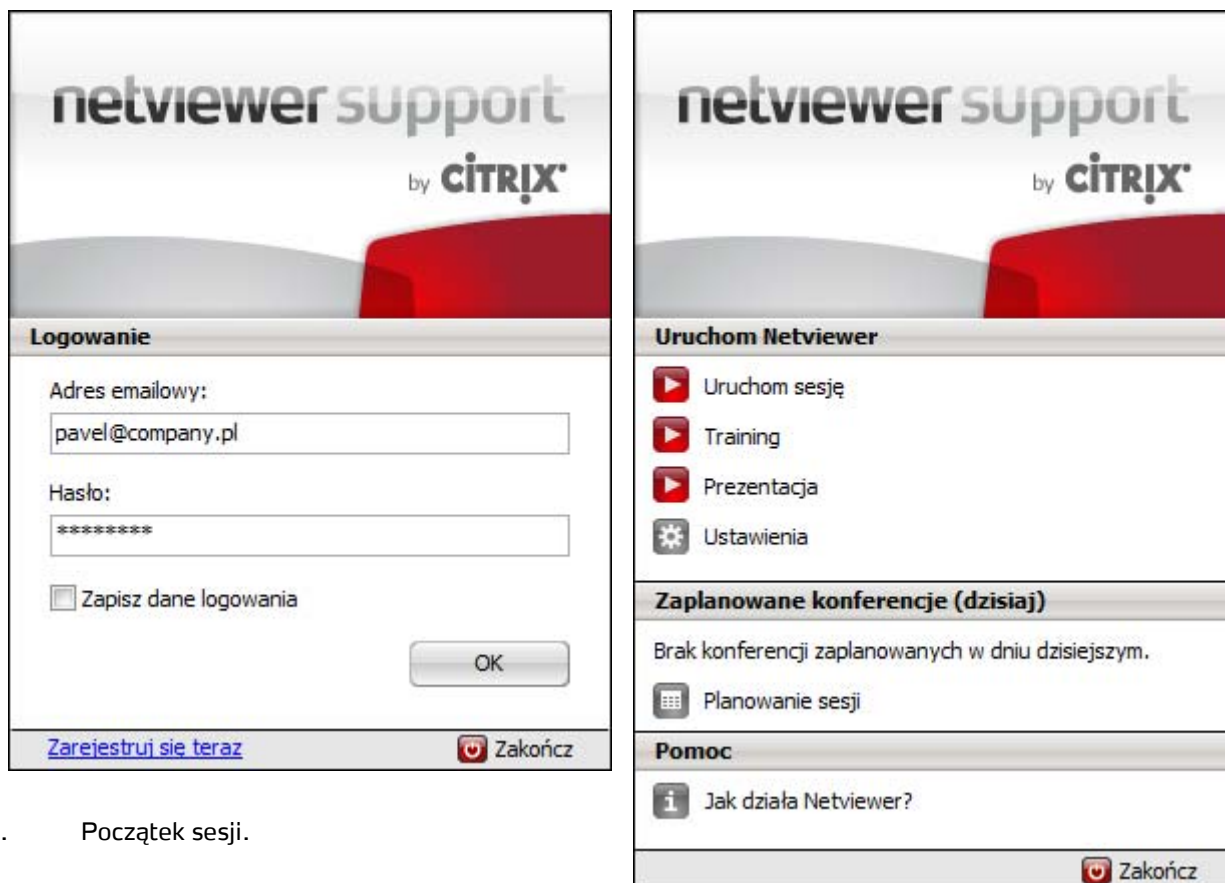 netviewer support
by CITRIX
Logowanie
Adres emailowy:
pavel@company.pl
Hasło:
********
Zapisz dane logowania
OK
Zarejestruj się teraz
Zakończ
. Początek sesji.
netviewer support
by CITRIX
Uruchom Netviewer
Uruchom sesję
Training
Prezentacja
Ustawienia
Zaplanowane konferencje (dzisiaj)
Brak konferencji zaplanowanych w dniu dzisiejszym.
Planowanie sesji
Pomoc
Jak działa Netviewer?
Zakończ